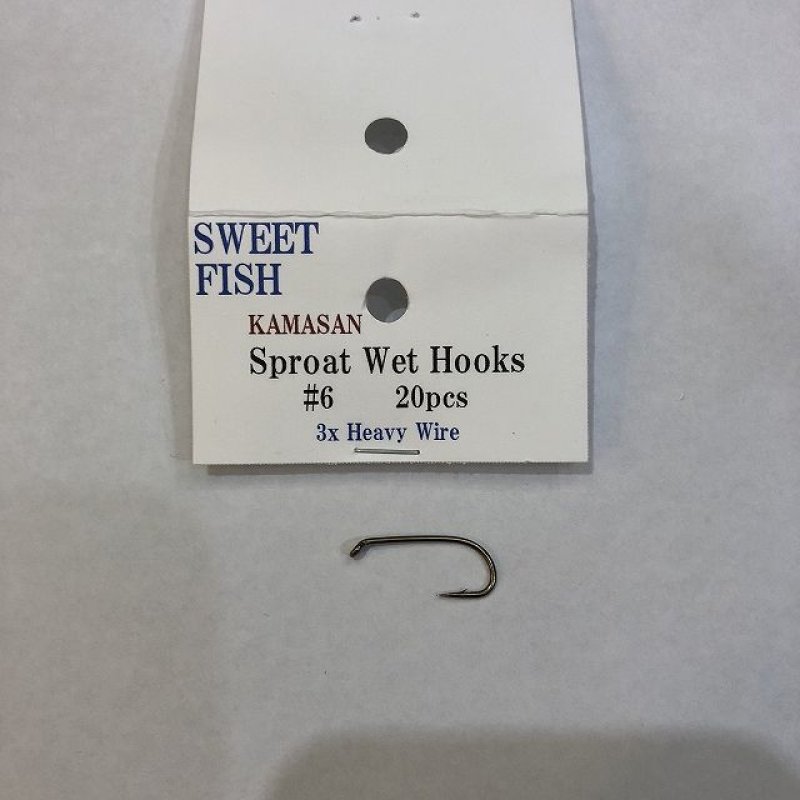 SWEET
FISH
KAMASAN
Sproat Wet Hooks
#6 20pcs
3x Heavy Wire